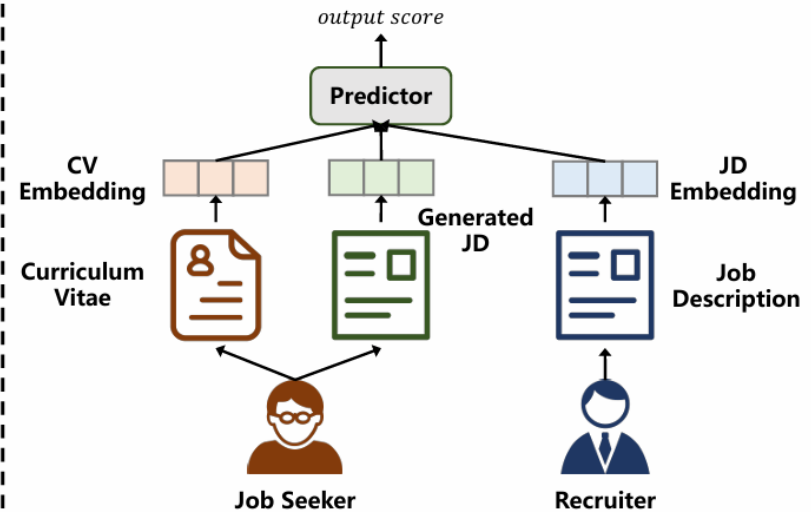 output score
Predictor
CV
Embedding
JD
Embedding
Generated
JD
Curriculum
Vitae
Job
Description
Job Seeker
Recruiter